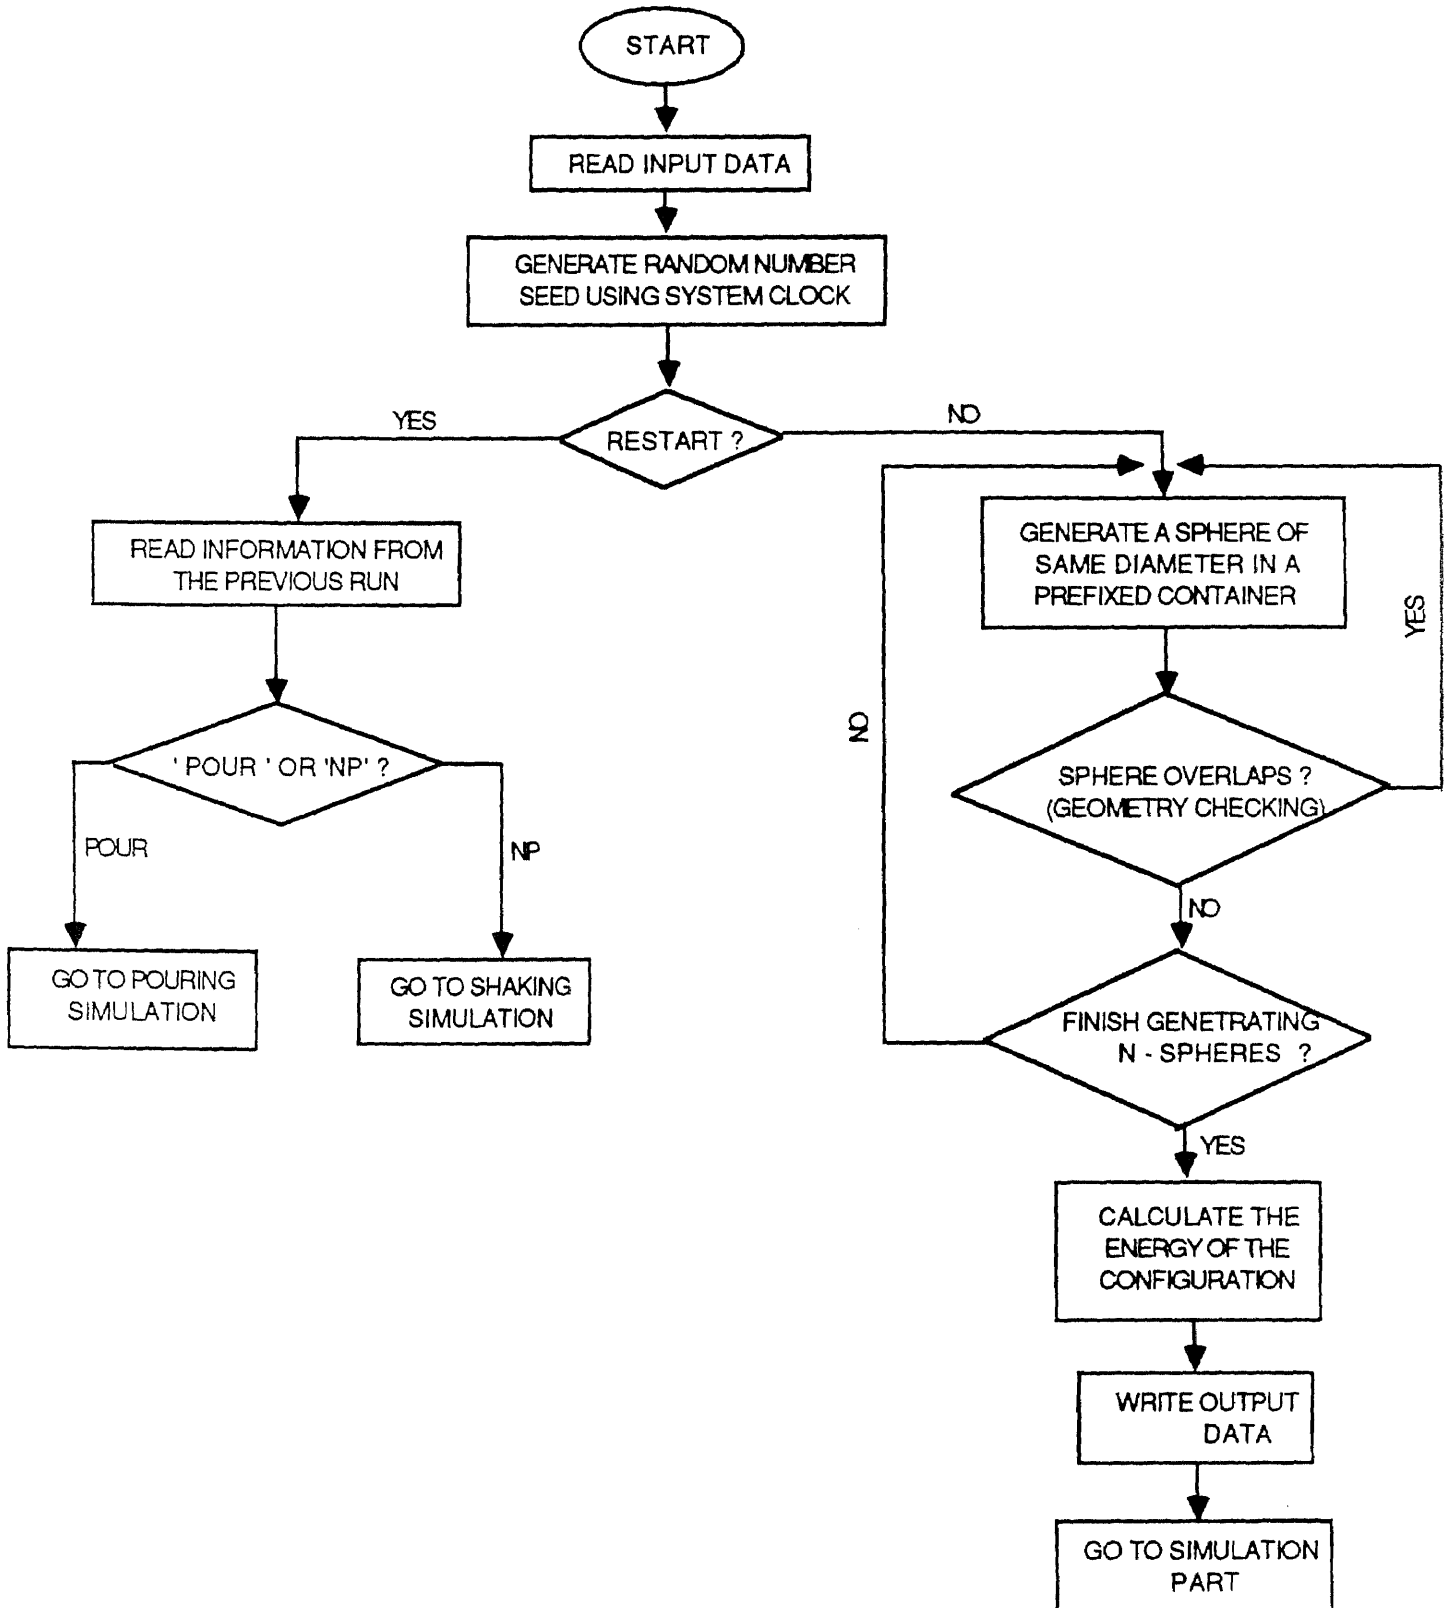 START
READ INPUT DATA
GENERATE RANDOM NUMBER
SEED USING SYSTEM CLOCK
RESTART ?
YES
NO
READ INFORMATION FROM
THE PREVIOUS RUN
' POUR ' OR 'NP' ?
POUR
NP
GO TO POURING
SIMULATION
GO TO SHAKING
SIMULATION
GENERATE A SPHERE OF
SAME DIAMETER IN A
PREFIXED CONTAINER
YES
NO
SPHERE OVERLAPS ?
(GEOMETRY CHECKING)
NO
FINISH GENETRATING
N - SPHERES ?
YES
CALCULATE THE
ENERGY OF THE
CONFIGURATION
WRITE OUTPUT
DATA
GO TO SIMULATION
PART